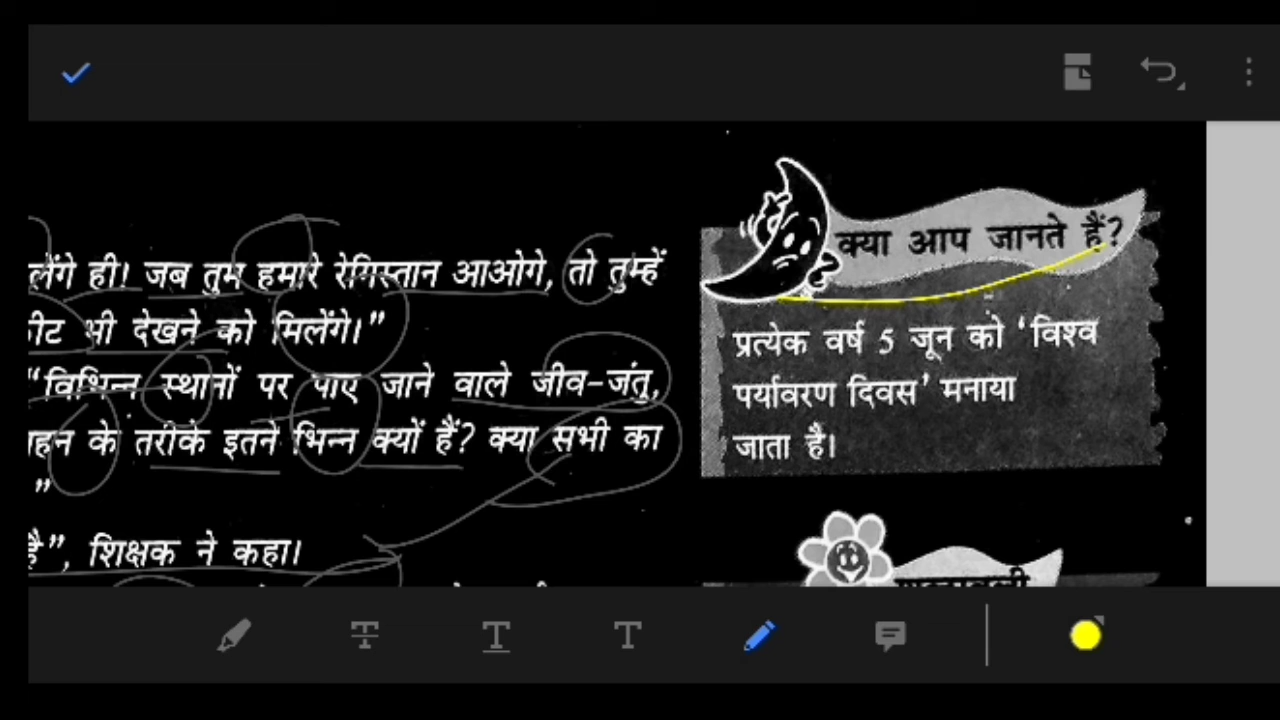 लेंगे ही! जब तुम हमारे रेगिस्तान आओगे, तो तुम्हें
भी देखने को मिलेंगे।”
“विभिन्न स्थानों पर पाए जाने वाले जीव-जंतु,
के तरीके इतने भिन्न क्यों हैं? क्या सभी का
”
है”, शिक्षक ने कहा।
क्या आप जानते हैं?
प्रत्येक वर्ष 5 जून को ‘विश्व
पर्यावरण दिवस’ मनाया
जाता है।